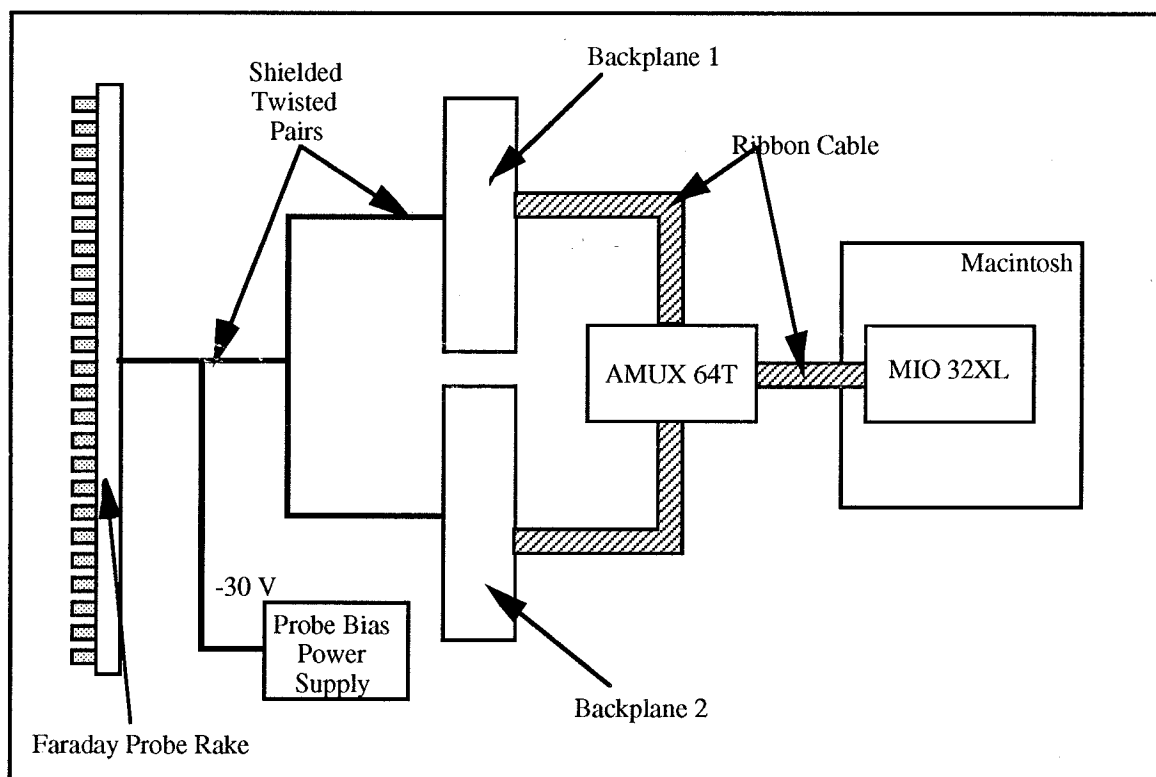 Backplane 1
Shielded
Twisted
Pairs
Ribbon Cable
Macintosh
AMUX 64T
MIO 32XL
-30 V
Probe Bias
Power
Supply
Backplane 2
Faraday Probe Rake